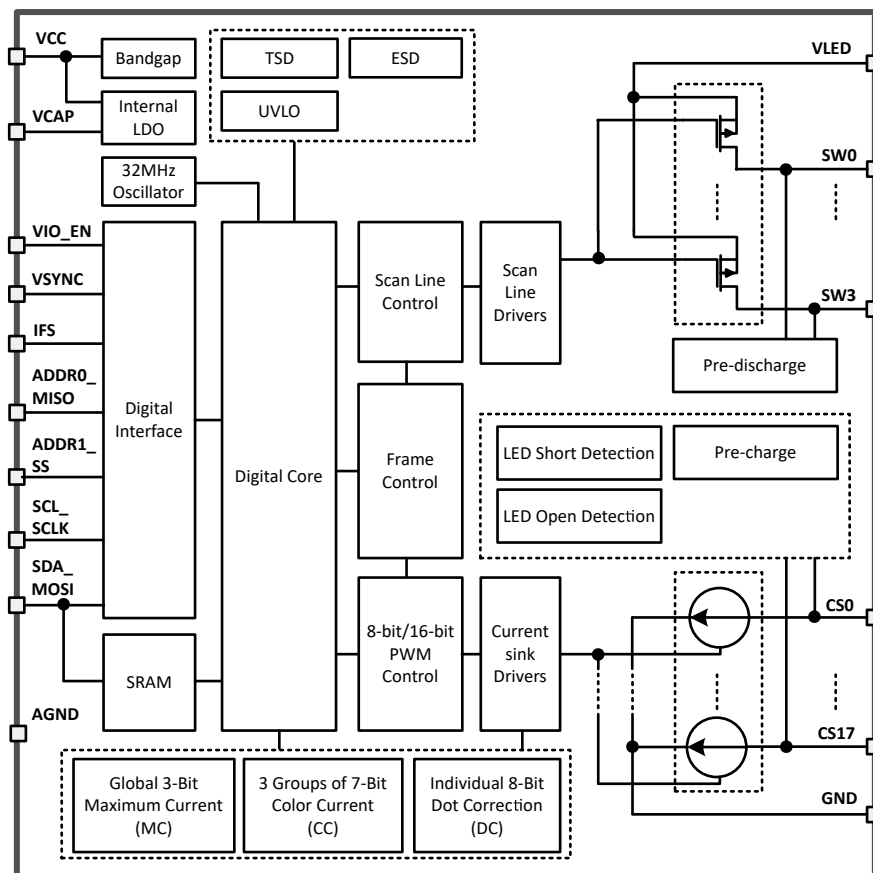 VCC
Bandgap
TSD
ESD
VLED
VCAP
Internal
LDO
UVLO
32MHz
Oscillator
SW0
VIO_EN
VSYNC
IFS
ADDR0_
MISO
ADDR1_
SS
SCL_
SCLK
SDA_
MOSI
AGND
Digital
Interface
SRAM
Digital Core
Scan Line
Control
Scan
Line
Drivers
SW3
Pre-discharge
Frame
Control
LED Short Detection
Pre-charge
LED Open Detection
8-bit/16-bit
PWM
Control
Current
sink
Drivers
CS0
CS17
GND
Global 3-Bit
Maximum Current
(MC)
3 Groups of 7-Bit
Color Current
(CC)
Individual 8-Bit
Dot Correction
(DC)